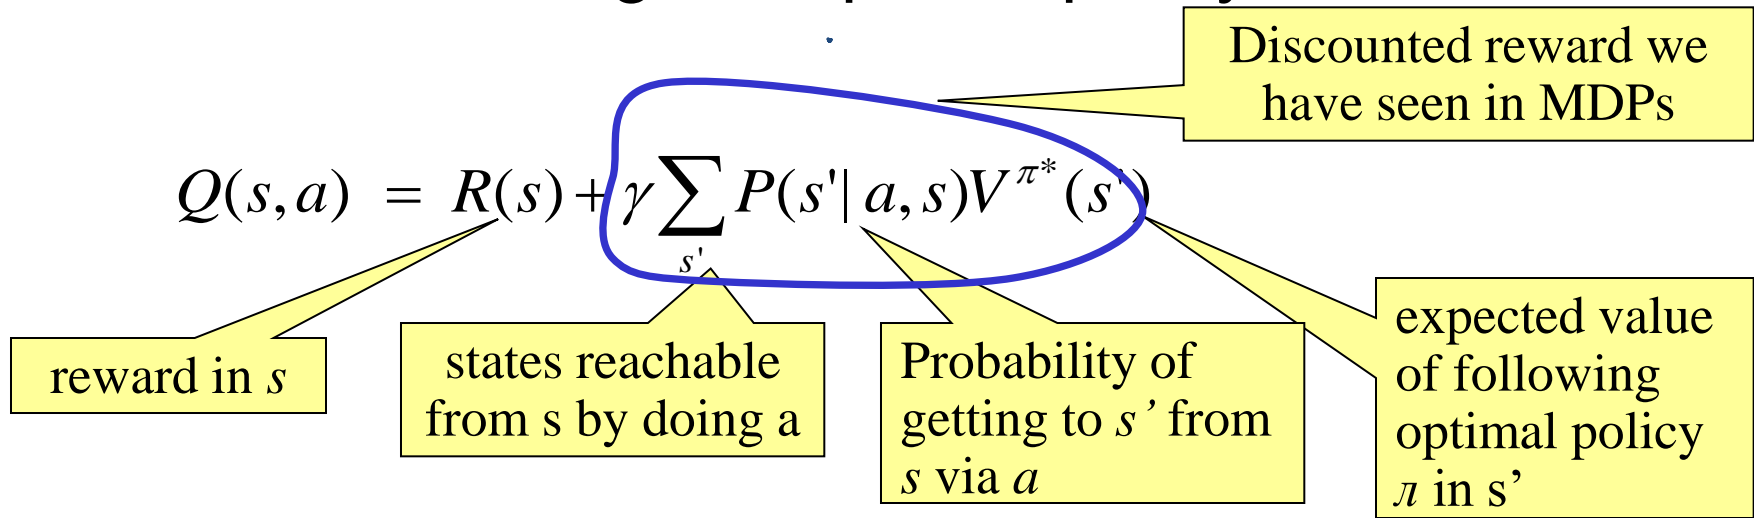 Discounted reward we
have seen in MDPs
Q(s,a) = R(s) + γ∑P(s'| a,s)V^π*(s')
s'
reward in s
states reachable
from s by doing a
Probability of
getting to s’ from
s via a
expected value
of following
optimal policy
л in s’